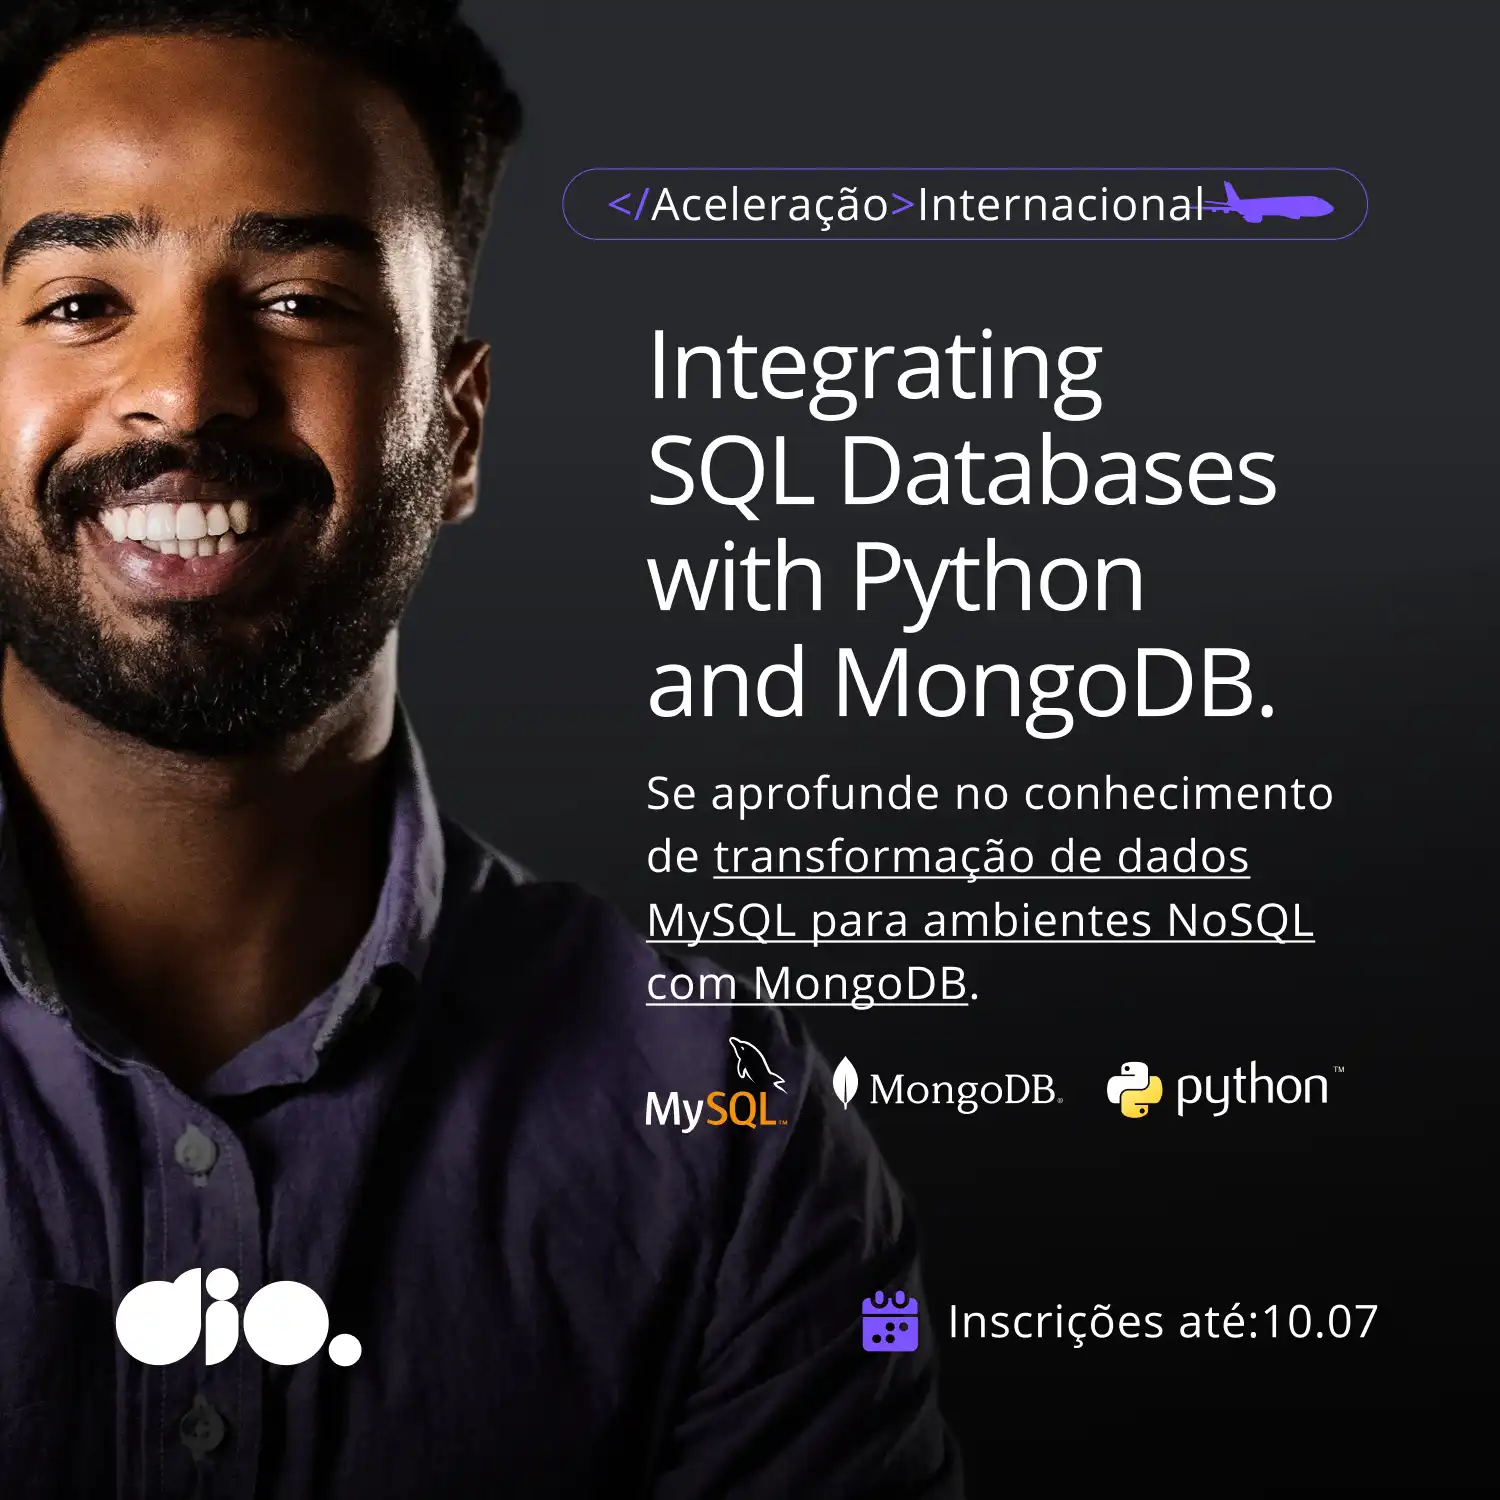 </Aceleração>Internacional
Integrating
SQL Databases
with Python
and MongoDB.
Se aprofunde no conhecimento
de transformação de dados
MySQL para ambientes NoSQL
com MongoDB.
MySQL™ MongoDB® python™
dio.
Inscrições até:10.07